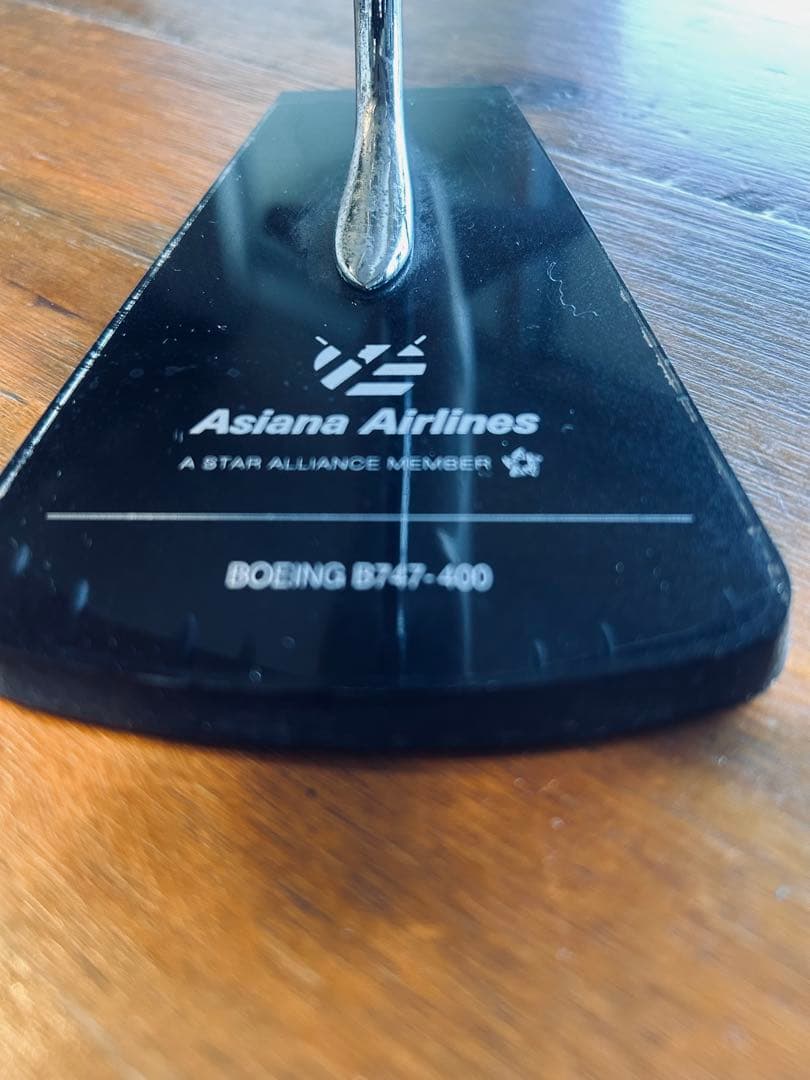 Asiana Airlines
A STAR ALLIANCE MEMBER
BOEING B747-400